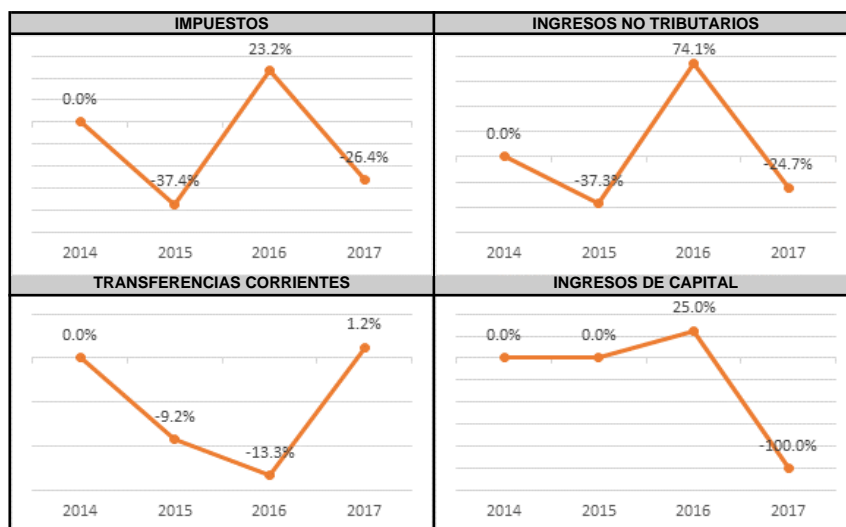 IMPUESTOS
23.2%
0.0%
-26.4%
-37.4%
2014 2015 2016 2017
INGRESOS NO TRIBUTARIOS
74.1%
0.0%
-24.7%
-37.3%
2014 2015 2016 2017
TRANSFERENCIAS CORRIENTES
1.2%
0.0%
-9.2%
-13.3%
2014 2015 2016 2017
INGRESOS DE CAPITAL
25.0%
0.0% 0.0%
-100.0%
2014 2015 2016 2017